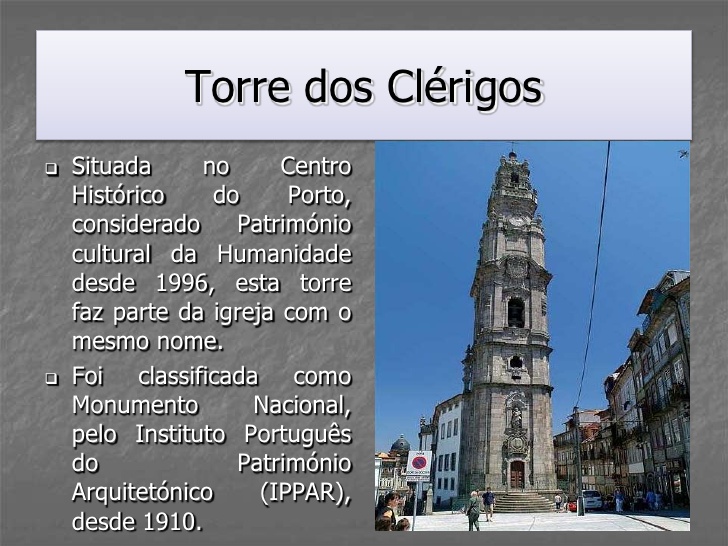 Torre dos Clérigos
Situada no Centro
Histórico do Porto,
considerado Património
cultural da Humanidade
desde 1996, esta torre
faz parte da igreja com o
mesmo nome.
Foi classificada como
Monumento Nacional,
pelo Instituto Português
do Património
Arquitetónico (IPPAR),
desde 1910.